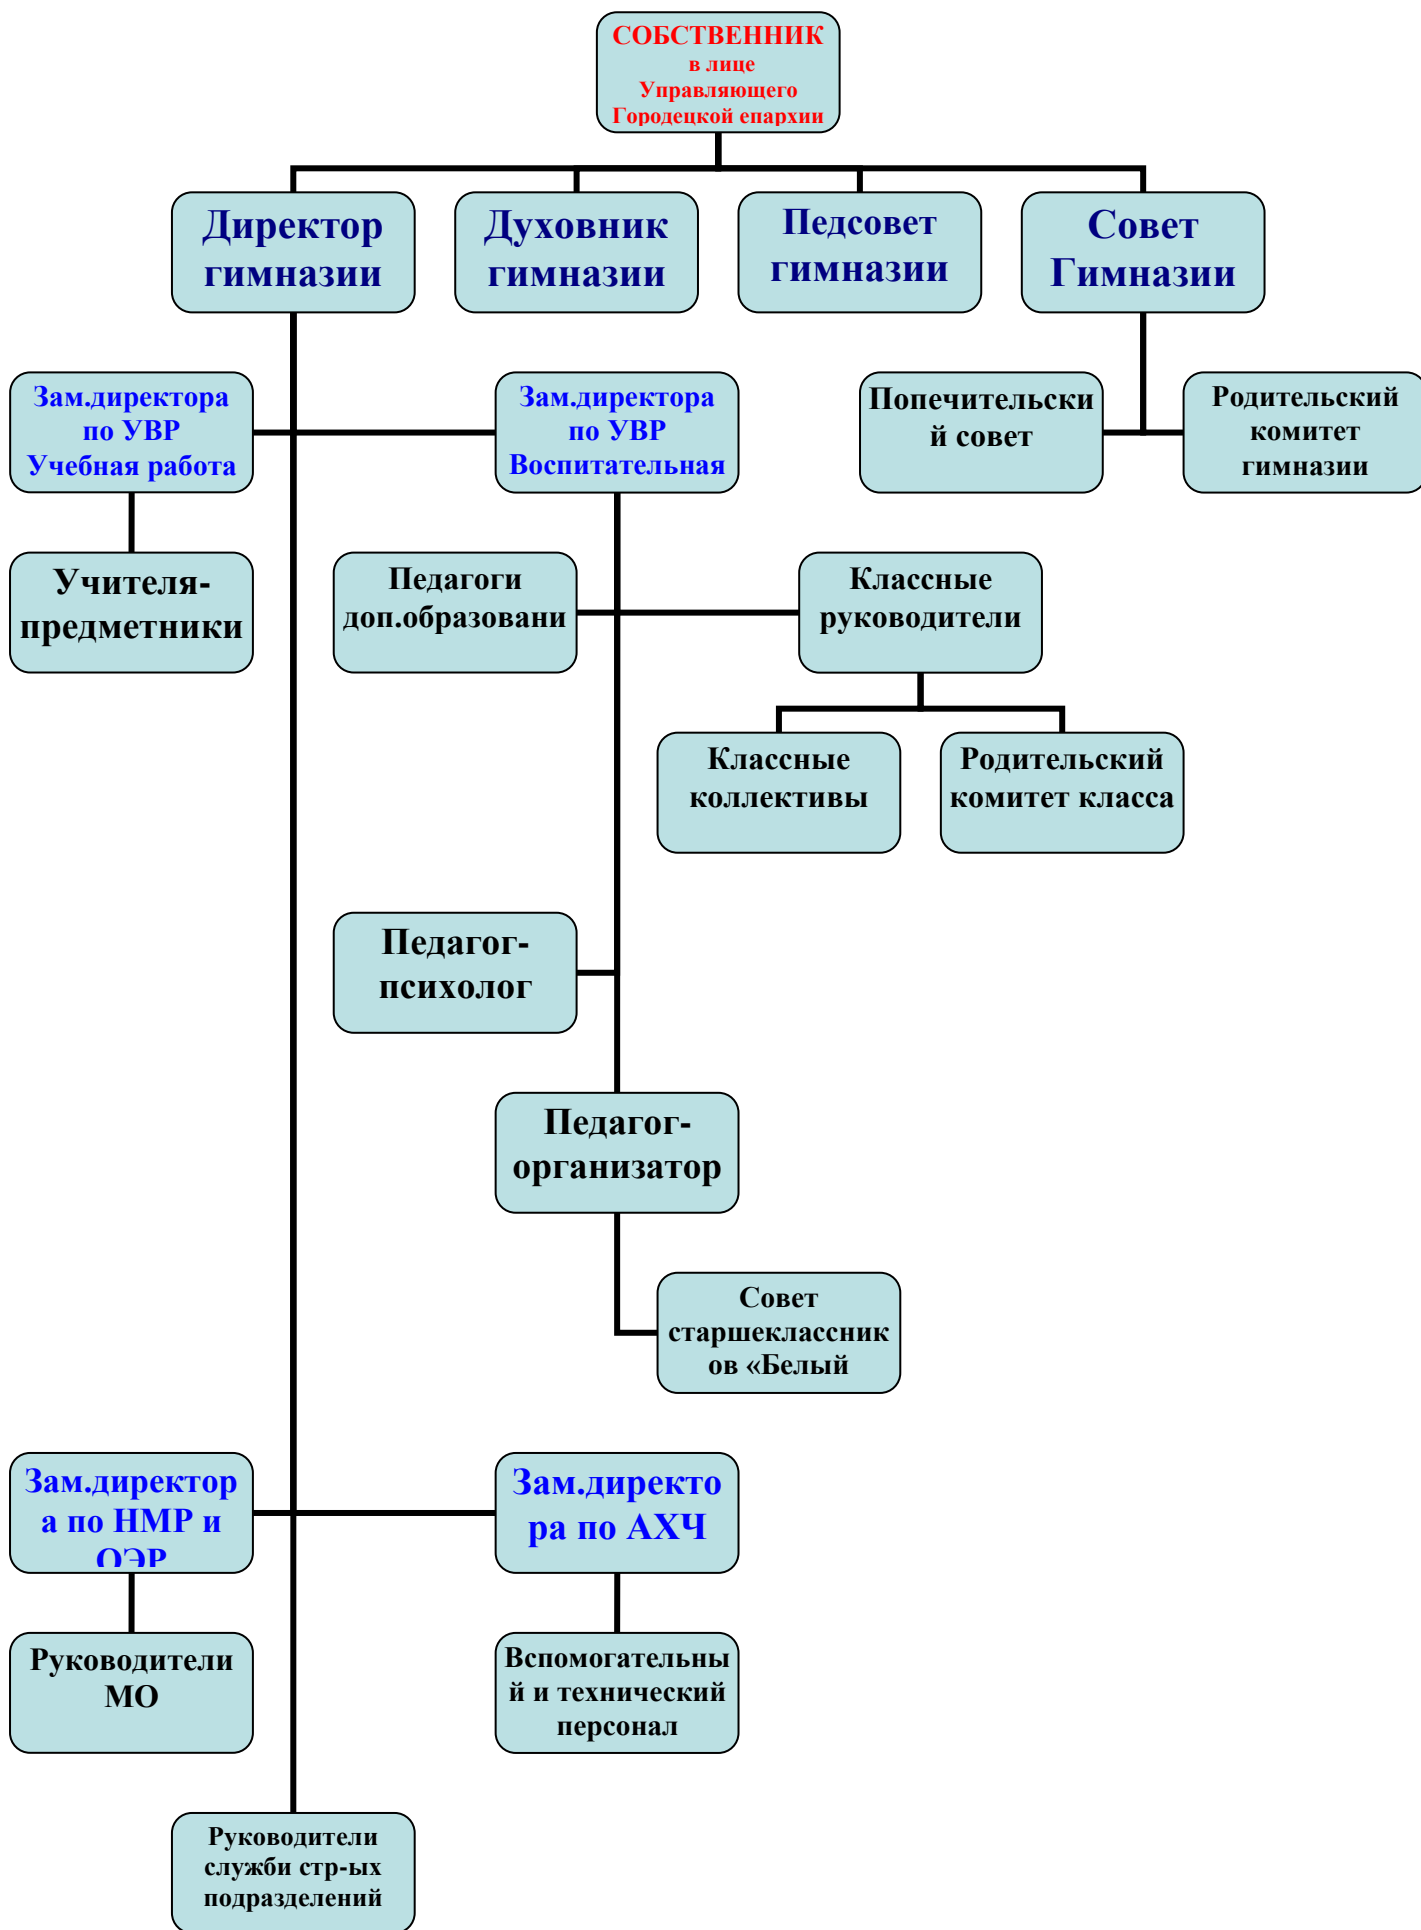 СОБСТВЕННИК
в лице
Управляющего
Городецкой епархии
Директор
гимназии
Духовник
гимназии
Педсовет
гимназии
Совет
Гимназии
Зам.директора
по УВР
Учебная работа
Зам.директора
по УВР
Воспитательная
Попечительски
й совет
Родительский
комитет
гимназии
Учителя-
предметники
Педагоги
доп.образовани
Классные
руководители
Классные
коллективы
Родительский
комитет класса
Педагог-
психолог
Педагог-
организатор
Совет
старшеклассник
ов «Белый
Зам.директор
а по НМР и
ОЭР
Зам.директо
ра по АХЧ
Руководители
МО
Вспомогательны
й и технический
персонал
Руководители
служби стр-ых
подразделений